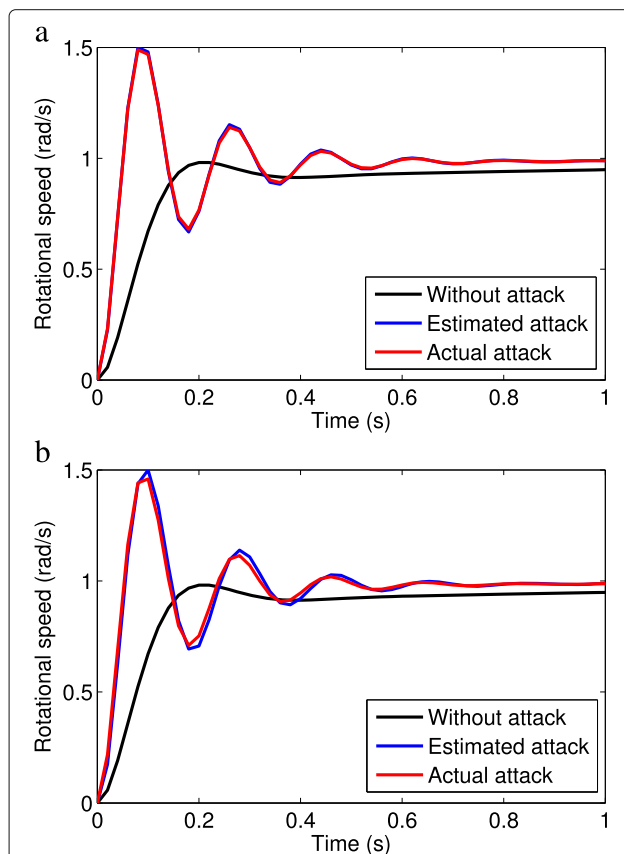 a
1.5
1
0.5
0
Rotational speed (rad/s)
Without attack
Estimated attack
Actual attack
0 0.2 0.4 0.6 0.8 1
Time (s)
b
1.5
1
0.5
0
Rotational speed (rad/s)
Without attack
Estimated attack
Actual attack
0 0.2 0.4 0.6 0.8 1
Time (s)